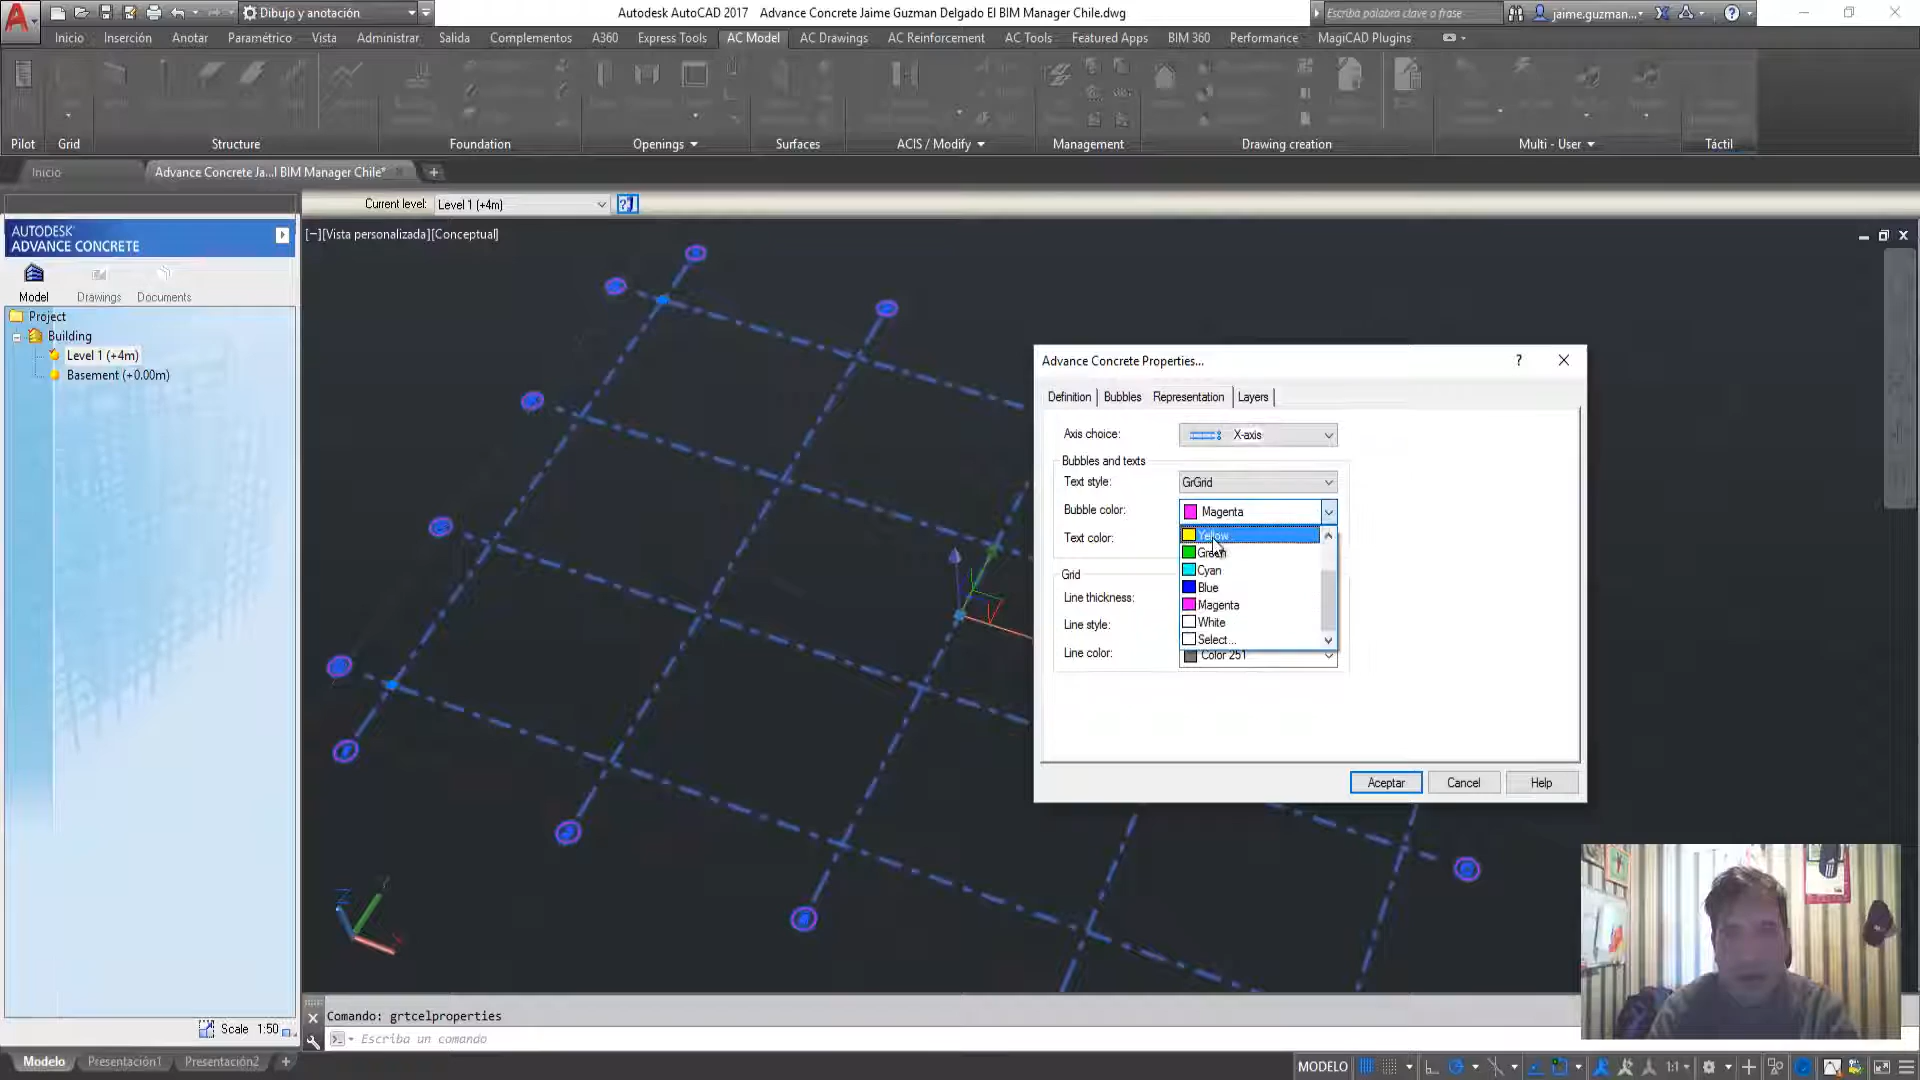 Dibujo y anotación
Autodesk AutoCAD 2017 Advance Concrete Jaime Guzman Delgado El BIM Manager Chile.dwg
Escriba palabra clave o frase
jaime.guzman...
Inicio Inserción Anotar Paramétrico Vista Administrar Salida Complementos A360 Express Tools AC Model AC Drawings AC Reinforcement AC Tools Featured Apps BIM 360 Performance MagiCAD Plugins
Pilot Grid Structure Foundation Openings Surfaces ACIS / Modify Management Drawing creation Multi - User Táctil
Inicio
Advance Concrete Ja...l BIM Manager Chile*
Current level: Level 1 (+4m)
AUTODESK®
ADVANCE CONCRETE
[−][Vista personalizada][Conceptual]
Model Drawings Documents
Project
Building
Level 1 (+4m)
Basement (+0.00m)
Advance Concrete Properties...
Definition Bubbles Representation Layers
Axis choice: X-axis
Bubbles and texts
Text style: GrGrid
Bubble color: Magenta
Yellow
Text color:
Green
Cyan
Grid
Blue
Line thickness:
Magenta
Line style:
White
Select...
Line color: Color 251
Aceptar Cancel Help
Z
Y
X
Comando: grtcelproperties
Escriba un comando
Scale 1:50
Modelo Presentación1 Presentación2 +
MODELO
1:1